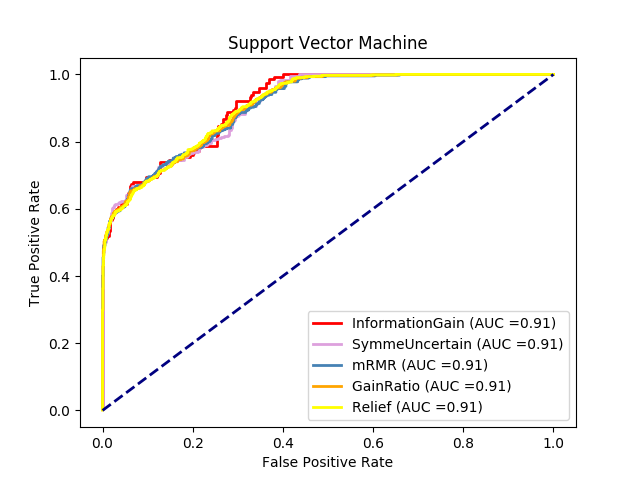 Support Vector Machine
1.0
0.8
0.6
0.4
0.2
0.0
True Positive Rate
InformationGain (AUC =0.91)
SymmeUncertain (AUC =0.91)
mRMR (AUC =0.91)
GainRatio (AUC =0.91)
Relief (AUC =0.91)
0.0 0.2 0.4 0.6 0.8 1.0
False Positive Rate